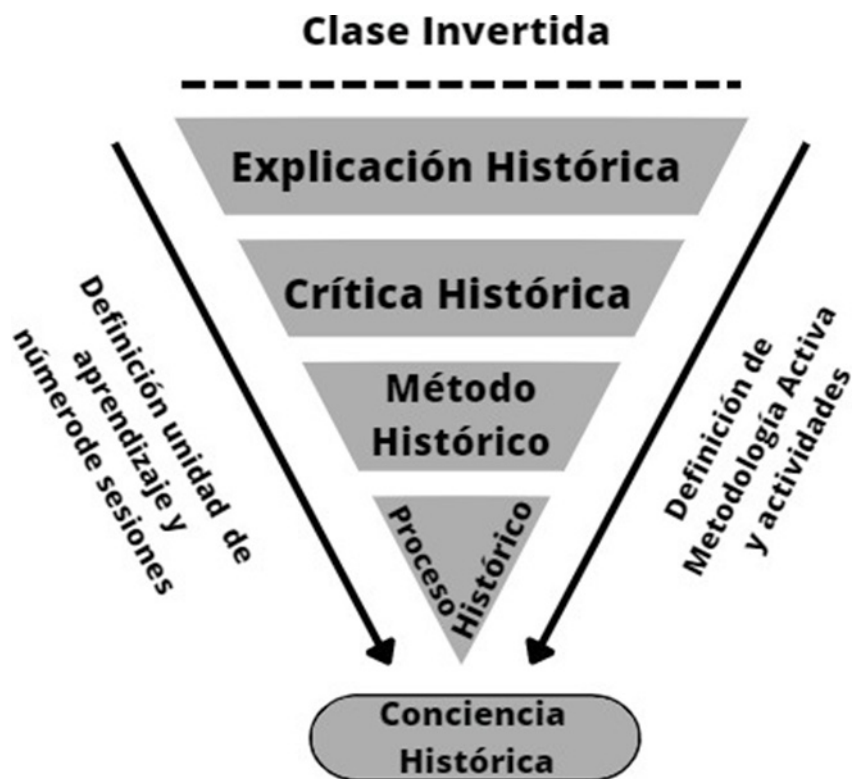 Clase Invertida
Explicación Histórica
Crítica Histórica
Método
Histórico
Proceso
Histórico
Definición unidad de
aprendizaje y
númerode sesiones
Definición de
Metodología Activa
y actividades
Conciencia
Histórica